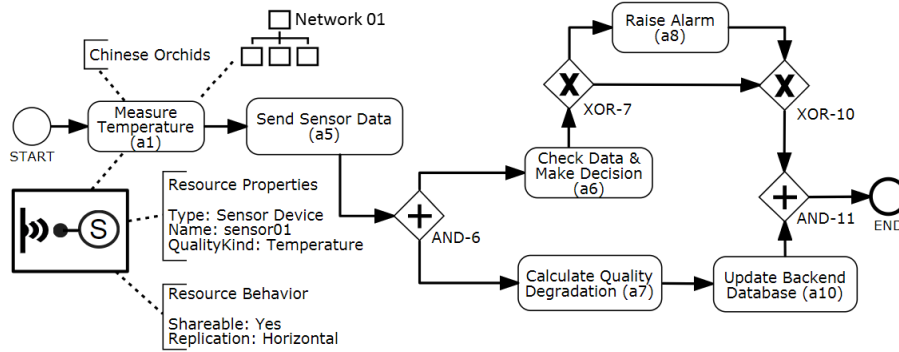 Network 01
Chinese Orchids
Raise Alarm
(a8)
Measure
Temperature
(a1)
Send Sensor Data
(a5)
X
X
XOR-7
XOR-10
START
Check Data &
Make Decision
(a6)
Resource Properties
Type: Sensor Device
Name: sensor01
QualityKind: Temperature
S
AND-6
AND-11
END
Calculate Quality
Degradation (a7)
Update Backend
Database (a10)
Resource Behavior
Shareable: Yes
Replication: Horizontal